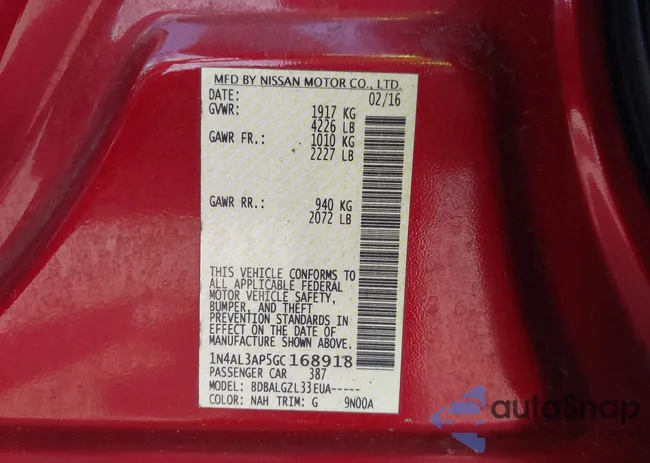 MFD BY NISSAN MOTOR CO., LTD.
DATE: 02/16
GVWR: 1917 KG
4226 LB
GAWR FR.: 1010 KG
2227 LB
GAWR RR.: 940 KG
2072 LB
THIS VEHICLE CONFORMS TO
ALL APPLICABLE FEDERAL
MOTOR VEHICLE SAFETY,
BUMPER, AND THEFT
PREVENTION STANDARDS IN
EFFECT ON THE DATE OF
MANUFACTURE SHOWN ABOVE.
1N4AL3AP5GC168918
PASSENGER CAR 387
MODEL: BDBALGZL33EUA-----
COLOR: NAH TRIM: G 9N00A
autoSnap